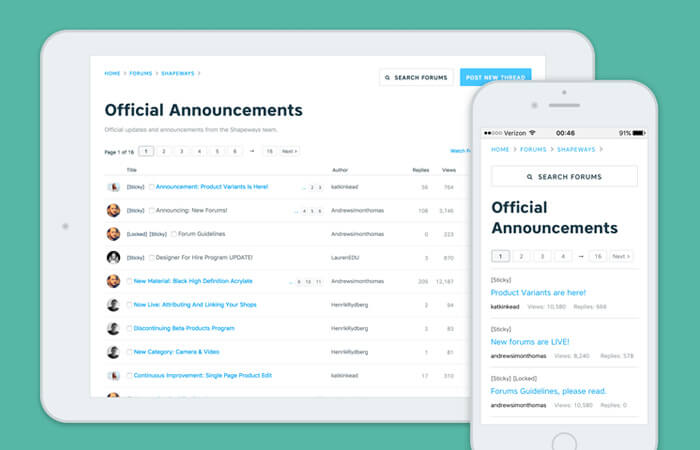 HOME > FORUMS > SHAPEWAYS >
SEARCH FORUMS
POST NEW THREAD
Official Announcements
Official updates and announcements from the Shapeways team.
Page 1 of 16 1 2 3 4 5 6 → 16 Next >
Title Author Replies Views
[Sticky] Announcement: Product Variants Is Here! ... 2 3 katkinkead 56 764
[Sticky] Announcing: New Forums! ... 4 5 6 Andrewsimonthomas 108 3,146
[Locked] [Sticky] Forum Guidelines Andrewsimonthomas 0 223
[Sticky] Designer For Hire Program UPDATE! LaurenEDU 3 870
New Material: Black High Definition Acrylate ... 9 10 11 Andrewsimonthomas 205 12,187
Now Live: Attributing And Linking Your Shops HenrikRydberg 2 94
Discontinuing Beta Products Program HenrikRydberg 2 83
New Category: Camera & Video HenrikRydberg 1 81
Continuous Improvement: Single Page Product Edit katkinkead 17 310
Verizon 00:46 91%
HOME > FORUMS > SHAPEWAYS >
SEARCH FORUMS
Official
Announcements
1 2 3 4 → 16 Next >
[Sticky]
Product Variants are here!
katkinkead Views: 10,580 Replies: 666
[Sticky]
New forums are LIVE!
andrewsimonthomas Views: 8,240 Replies: 578
[Sticky] [Locked]
Forums Guidelines, please read.
andrewsimonthomas Views: 10,580 Replies: 0